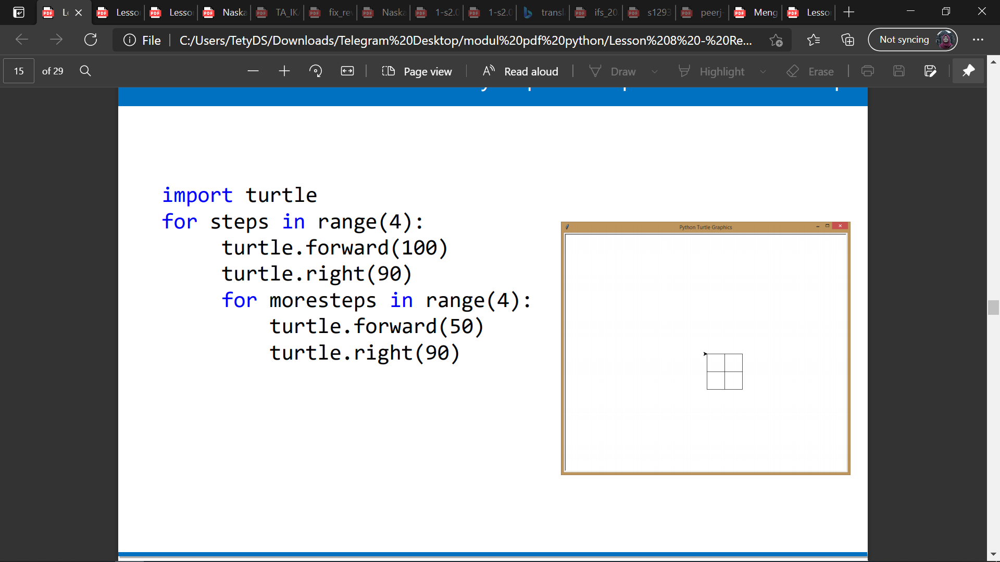 Lesso
Lesso
Naska
TA_IK
fix_rev
Naska
1-s2.0
1-s2.0
transl
ifs_20
s1293
peerj-
Meng
Lesso
File
C:/Users/TetyDS/Downloads/Telegram%20Desktop/modul%20pdf%20python/Lesson%208%20-%20Re...
Not syncing
15 of 29
Page view
Read aloud
Draw
Highlight
Erase
import turtle
for steps in range(4):
turtle.forward(100)
turtle.right(90)
for moresteps in range(4):
turtle.forward(50)
turtle.right(90)
Python Turtle Graphics